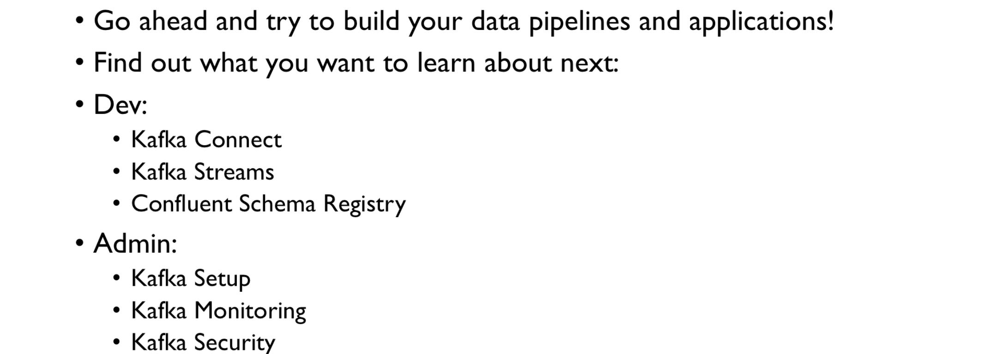 • Go ahead and try to build your data pipelines and applications!
• Find out what you want to learn about next:
• Dev:
• Kafka Connect
• Kafka Streams
• Confluent Schema Registry
• Admin:
• Kafka Setup
• Kafka Monitoring
• Kafka Security